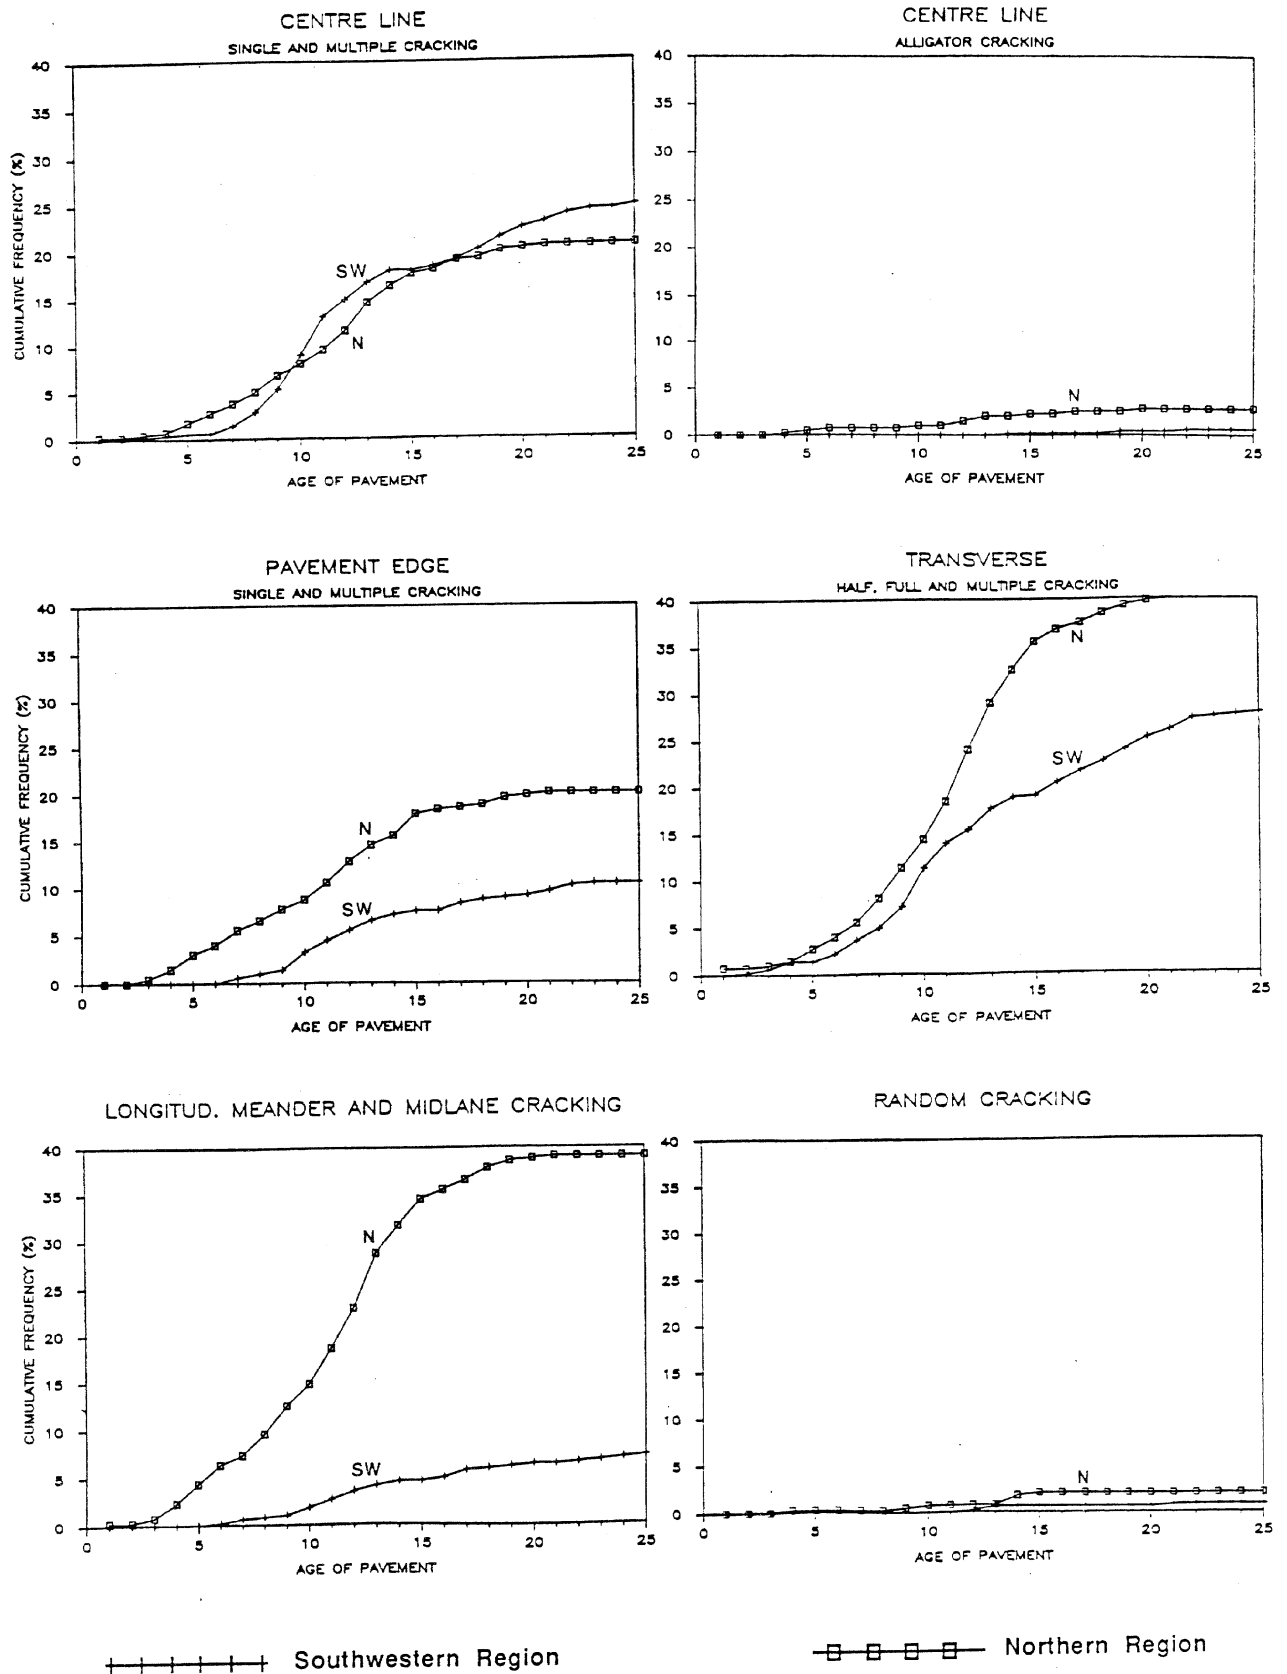 CENTRE LINE
SINGLE AND MULTIPLE CRACKING
40
35
30
25
20
15
10
5
0
CUMULATIVE FREQUENCY (%)
SW
N
0 5 10 15 20 25
AGE OF PAVEMENT
CENTRE LINE
ALLIGATOR CRACKING
40
35
30
25
20
15
10
5
0
N
0 5 10 15 20 25
AGE OF PAVEMENT
PAVEMENT EDGE
SINGLE AND MULTIPLE CRACKING
40
35
30
25
20
15
10
5
0
CUMULATIVE FREQUENCY (%)
N
SW
0 5 10 15 20 25
AGE OF PAVEMENT
TRANSVERSE
HALF, FULL AND MULTIPLE CRACKING
40
35
30
25
20
15
10
5
0
N
SW
0 5 10 15 20 25
AGE OF PAVEMENT
LONGITUD. MEANDER AND MIDLANE CRACKING
40
35
30
25
20
15
10
5
0
CUMULATIVE FREQUENCY (%)
N
SW
0 5 10 15 20 25
AGE OF PAVEMENT
RANDOM CRACKING
40
35
30
25
20
15
10
5
0
N
0 5 10 15 20 25
AGE OF PAVEMENT
Southwestern Region
Northern Region